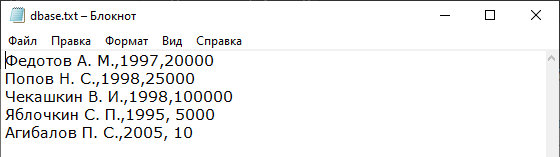 dbase.txt – Блокнот
Файл Правка Формат Вид Справка
Федотов А. М.,1997,20000
Попов Н. С.,1998,25000
Чекашкин В. И.,1998,100000
Яблочкин С. П.,1995, 5000
Агибалов П. С.,2005, 10